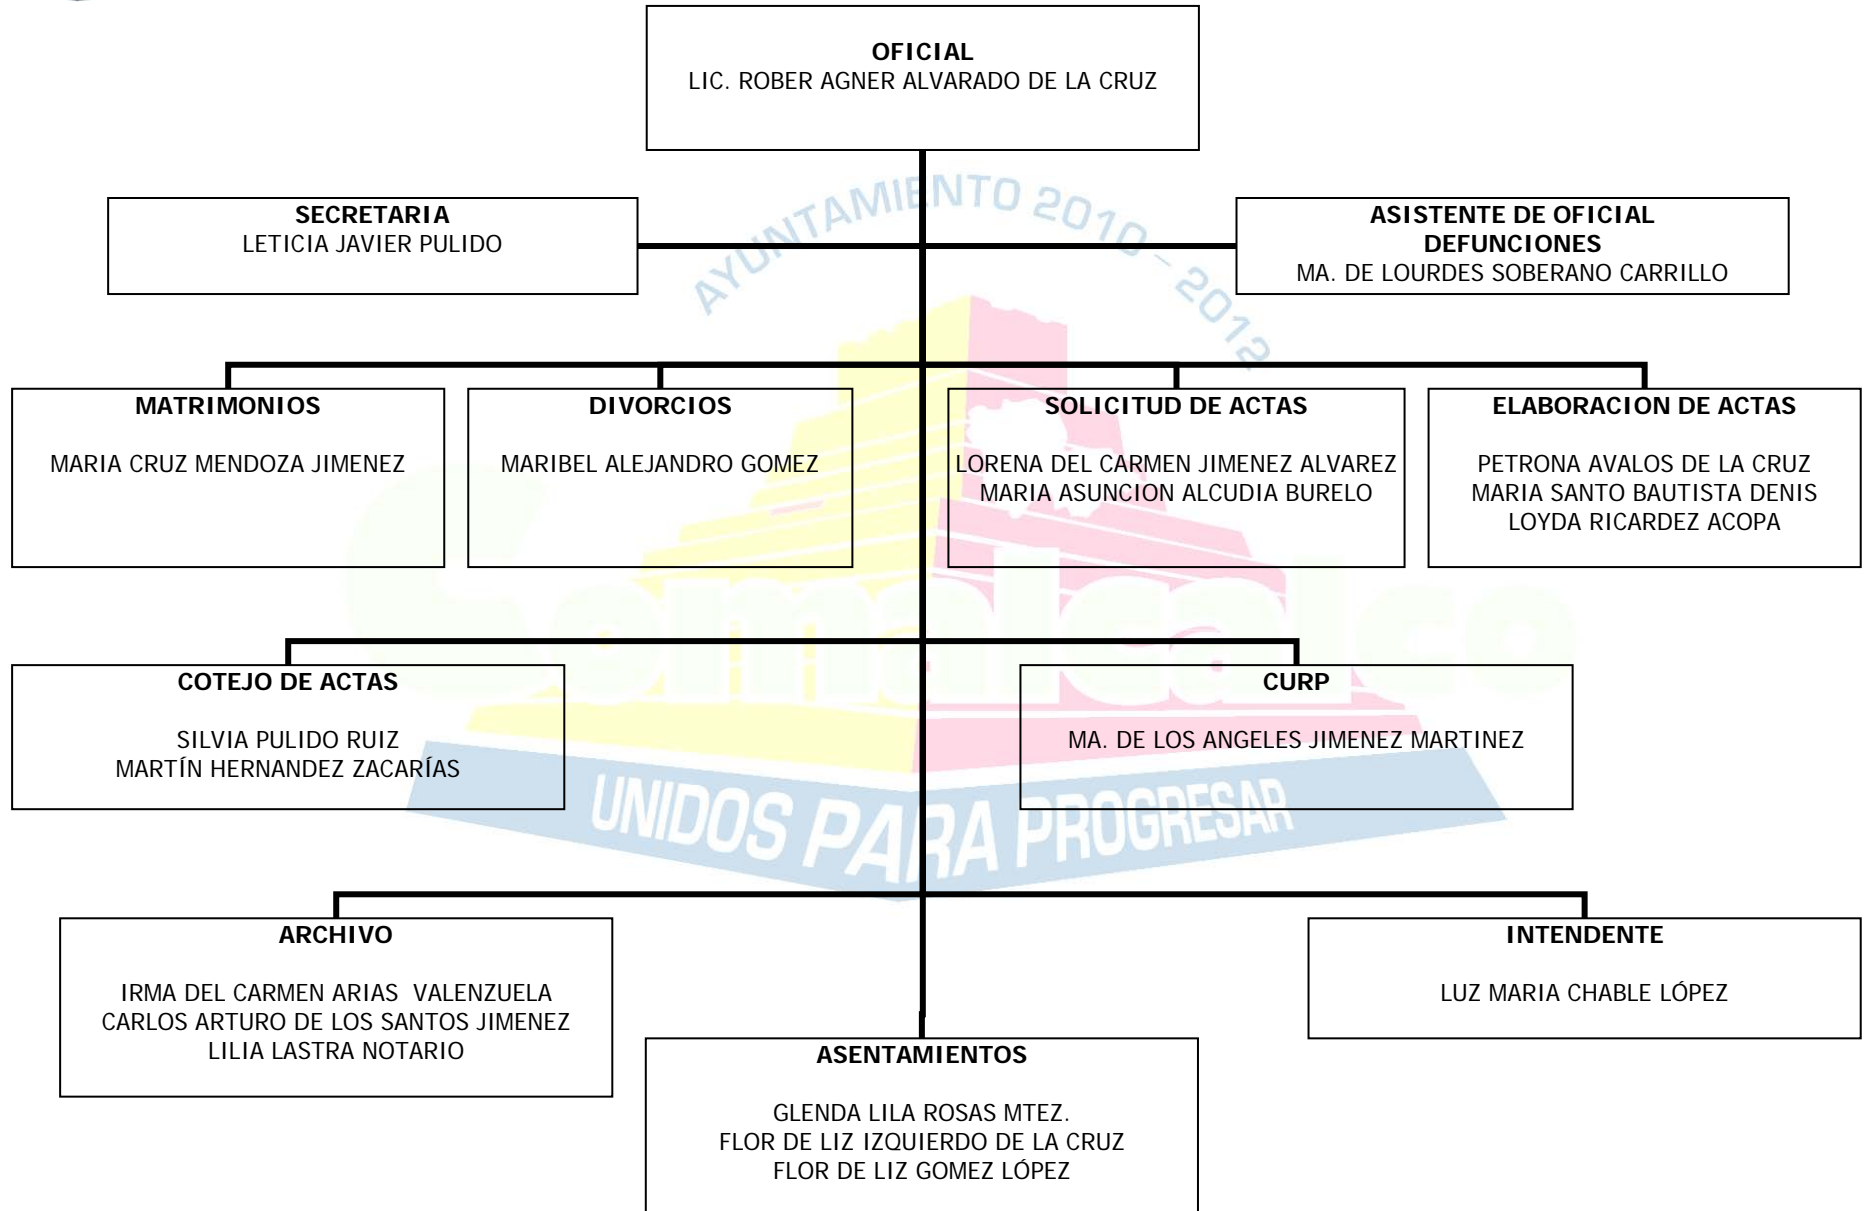 OFICIAL
LIC. ROBER AGNER ALVARADO DE LA CRUZ
AYUNTAMIENTO 2010 - 2012
SECRETARIA
LETICIA JAVIER PULIDO
ASISTENTE DE OFICIAL
DEFUNCIONES
MA. DE LOURDES SOBERANO CARRILLO
MATRIMONIOS
MARIA CRUZ MENDOZA JIMENEZ
DIVORCIOS
MARIBEL ALEJANDRO GOMEZ
SOLICITUD DE ACTAS
LORENA DEL CARMEN JIMENEZ ALVAREZ
MARIA ASUNCION ALCUDIA BURELO
ELABORACION DE ACTAS
PETRONA AVALOS DE LA CRUZ
MARIA SANTO BAUTISTA DENIS
LOYDA RICARDEZ ACOPA
Comalcalco
COTEJO DE ACTAS
SILVIA PULIDO RUIZ
MARTÍN HERNANDEZ ZACARÍAS
CURP
MA. DE LOS ANGELES JIMENEZ MARTINEZ
UNIDOS PARA PROGRESAR
ARCHIVO
IRMA DEL CARMEN ARIAS  VALENZUELA
CARLOS ARTURO DE LOS SANTOS JIMENEZ
LILIA LASTRA NOTARIO
ASENTAMIENTOS
GLENDA LILA ROSAS MTEZ.
FLOR DE LIZ IZQUIERDO DE LA CRUZ
FLOR DE LIZ GOMEZ LÓPEZ
INTENDENTE
LUZ MARIA CHABLE LÓPEZ